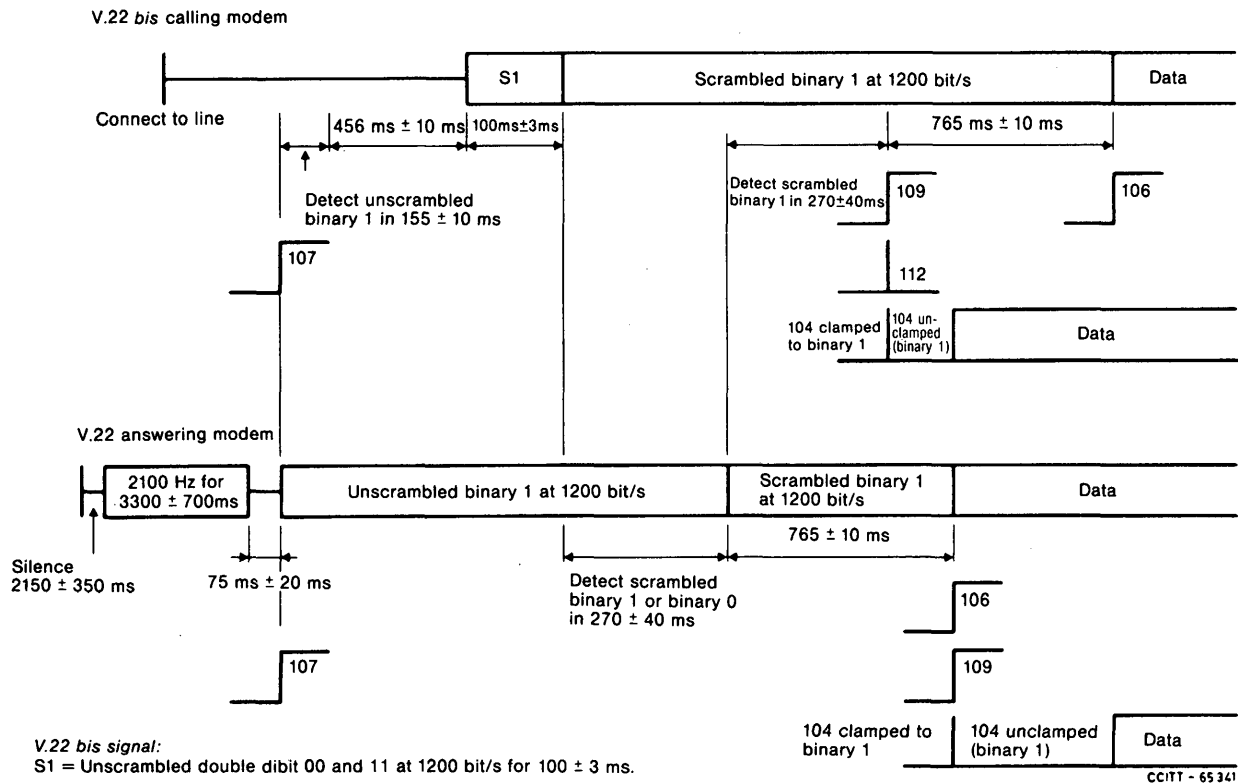 V.22 bis calling modem
S1
Scrambled binary 1 at 1200 bit/s
Data
Connect to line
456 ms ± 10 ms
100ms±3ms
765 ms ± 10 ms
Detect unscrambled
binary 1 in 155 ± 10 ms
Detect scrambled
binary 1 in 270±40ms
109
106
107
112
104 clamped
to binary 1
104 un-
clamped
(binary 1)
Data
V.22 answering modem
2100 Hz for
3300 ± 700ms
Unscrambled binary 1 at 1200 bit/s
Scrambled binary 1
at 1200 bit/s
Data
765 ± 10 ms
Silence
2150 ± 350 ms
75 ms ± 20 ms
Detect scrambled
binary 1 or binary 0
in 270 ± 40 ms
106
107
109
104 clamped to
binary 1
104 unclamped
(binary 1)
Data
V.22 bis signal:
S1 = Unscrambled double dibit 00 and 11 at 1200 bit/s for 100 ± 3 ms.
CCITT - 65 341